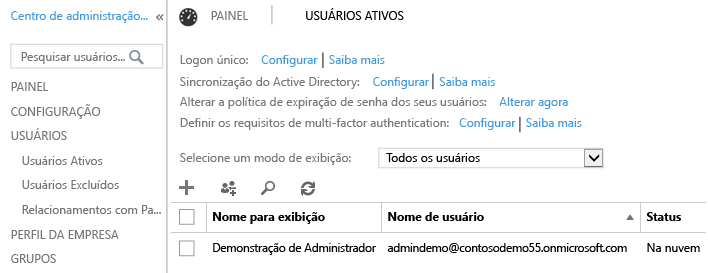 Centro de administração... «
Pesquisar usuários...
PAINEL
CONFIGURAÇÃO
USUÁRIOS
Usuários Ativos
Usuários Excluídos
Relacionamentos com Pa...
PERFIL DA EMPRESA
GRUPOS
PAINEL USUÁRIOS ATIVOS
Logon único: Configurar | Saiba mais
Sincronização do Active Directory: Configurar | Saiba mais
Alterar a política de expiração de senha dos seus usuários: Alterar agora
Definir os requisitos de multi-factor authentication: Configurar | Saiba mais
Selecione um modo de exibição: Todos os usuários
Nome para exibição Nome de usuário Status
Demonstração de Administrador admindemo@contosodemo55.onmicrosoft.com Na nuvem